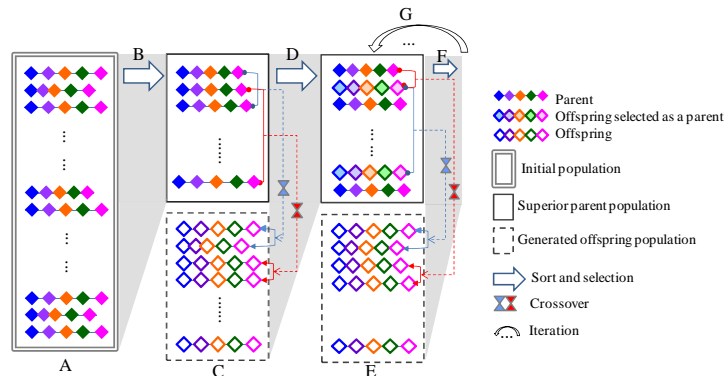 G
...
B
D
F
Parent
Offspring selected as a parent
Offspring
Initial population
Superior parent population
Generated offspring population
Sort and selection
Crossover
Iteration
...
A
C
E